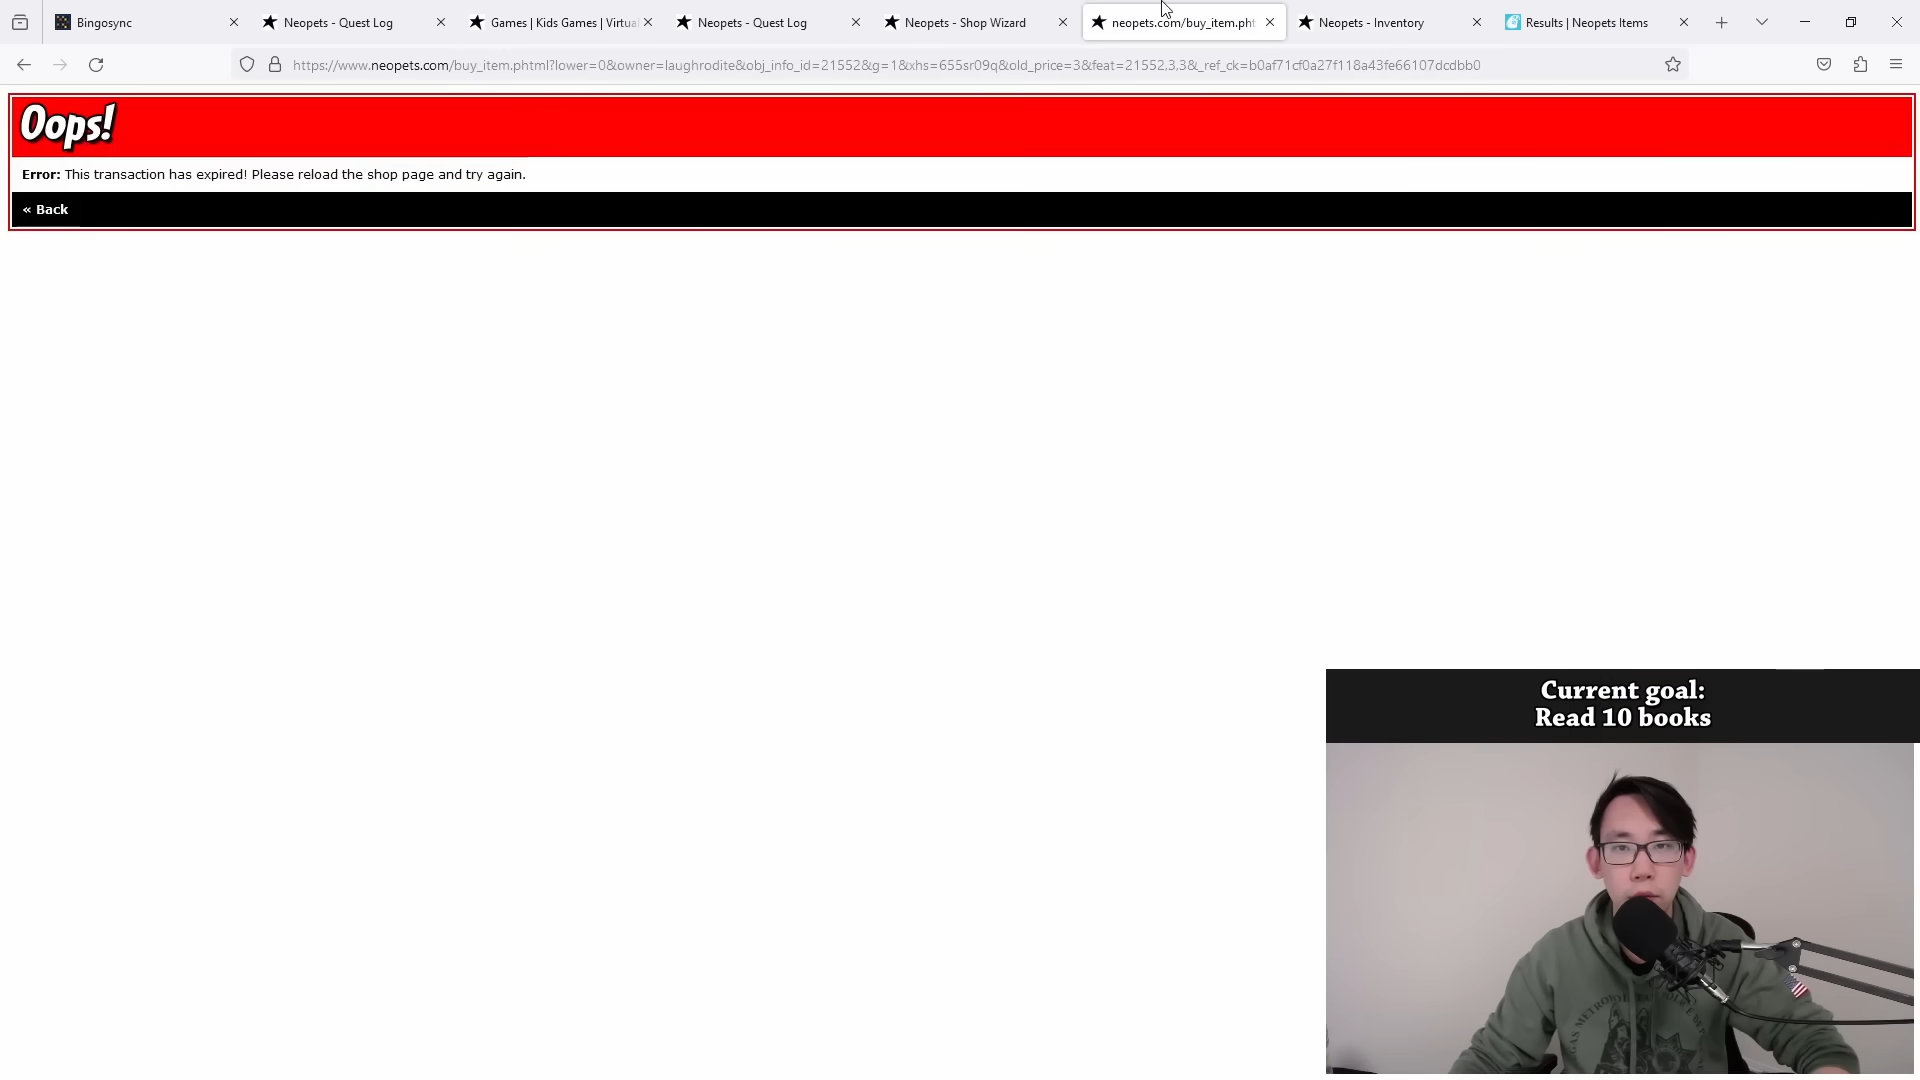 Bingosync
Neopets - Quest Log
Games | Kids Games | Virtual
Neopets - Quest Log
Neopets - Shop Wizard
neopets.com/buy_item.pht
Neopets - Inventory
Results | Neopets Items
https://www.neopets.com/buy_item.phtml?lower=0&owner=laughrodite&obj_info_id=21552&g=1&xhs=655sr09q&old_price=3&feat=21552,3,3&_ref_ck=b0af71cf0a27f118a43fe66107dcdbb0
Oops!
Error: This transaction has expired! Please reload the shop page and try again.
« Back
Current goal:
Read 10 books